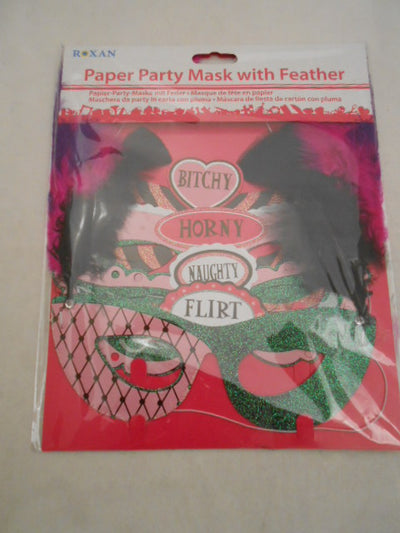 ROXAN
Paper Party Mask with Feather
Papier-Party-Maske mit Feder • Masque de fête en papier
Maschera da party in carta con pluma • Máscara de fiesta de cartón con pluma
BITCHY
HORNY
NAUGHTY
FLIRT